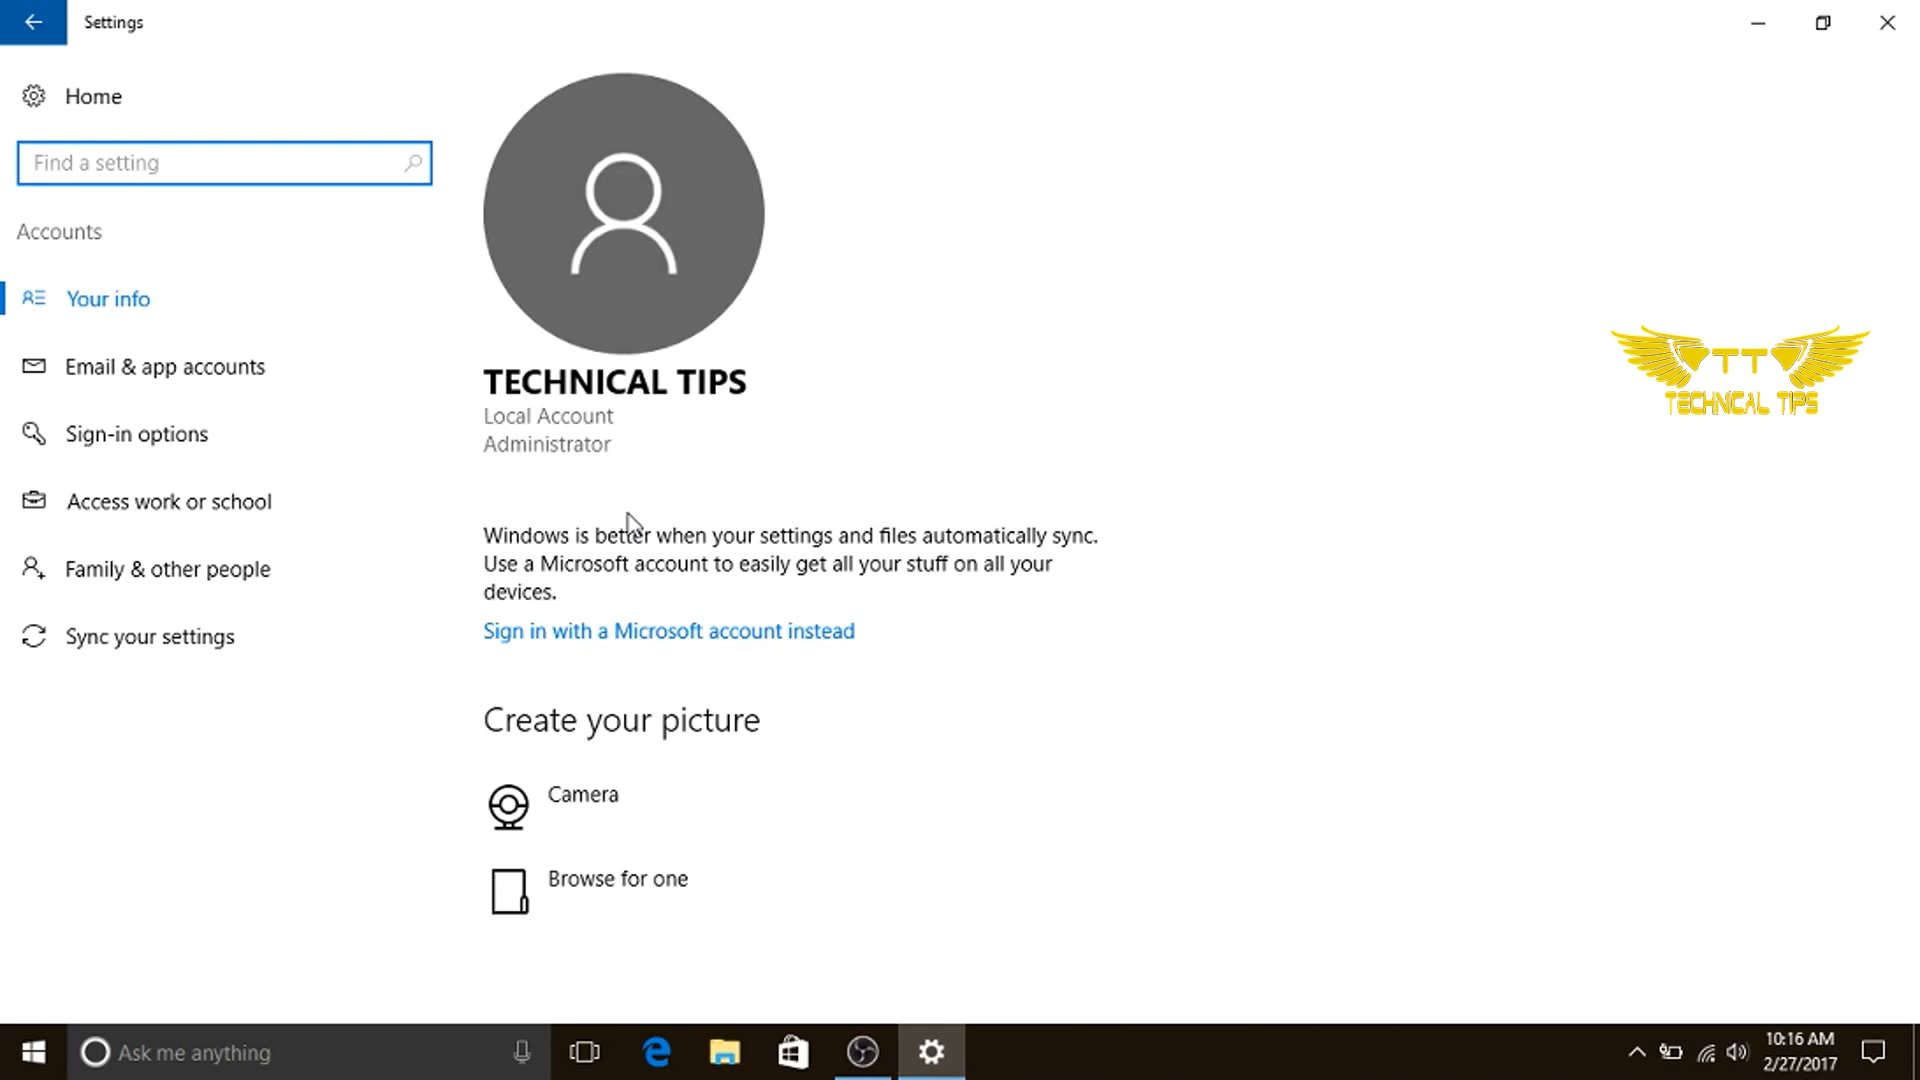 Settings
Home
Find a setting
Accounts
Your info
Email & app accounts
Sign-in options
Access work or school
Family & other people
Sync your settings
TECHNICAL TIPS
Local Account
Administrator
Windows is better when your settings and files automatically sync.
Use a Microsoft account to easily get all your stuff on all your
devices.
Sign in with a Microsoft account instead
Create your picture
Camera
Browse for one
TT
TECHNICAL TIPS
Ask me anything
10:16 AM
2/27/2017